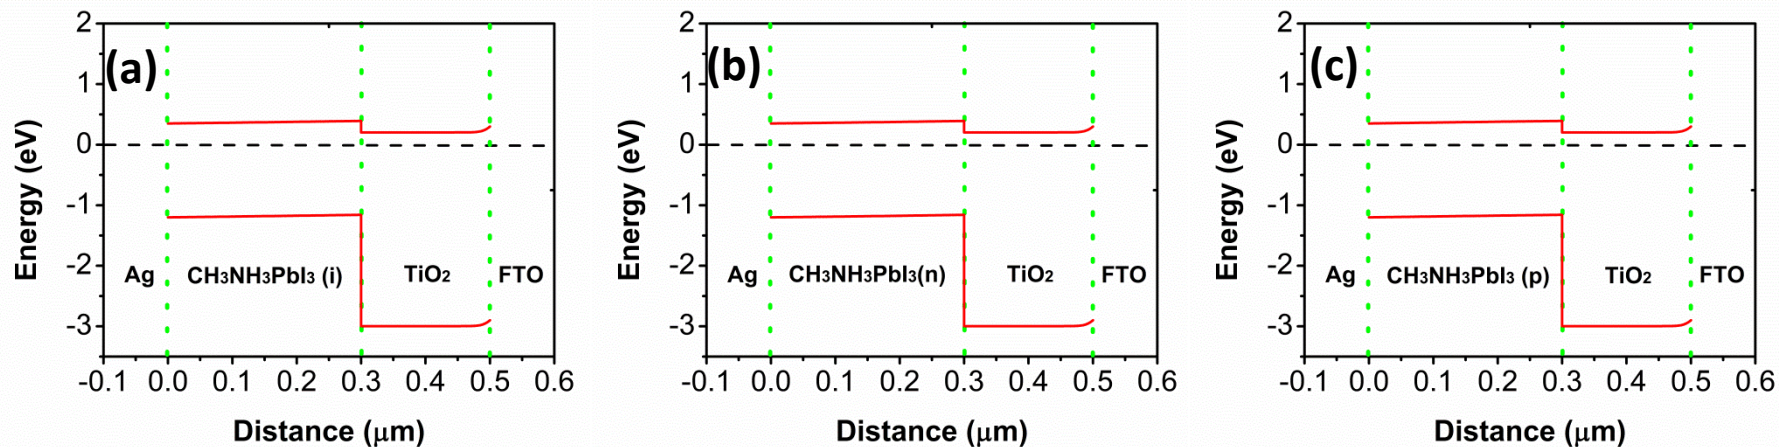 (a)
Energy (eV)
2
1
0
-1
-2
-3
Ag
CH3NH3PbI3 (i)
TiO2
FTO
-0.1 0.0 0.1 0.2 0.3 0.4 0.5 0.6
Distance (μm)
(b)
Energy (eV)
2
1
0
-1
-2
-3
Ag
CH3NH3PbI3(n)
TiO2
FTO
-0.1 0.0 0.1 0.2 0.3 0.4 0.5 0.6
Distance (μm)
(c)
Energy (eV)
2
1
0
-1
-2
-3
Ag
CH3NH3PbI3 (p)
TiO2
FTO
-0.1 0.0 0.1 0.2 0.3 0.4 0.5 0.6
Distance (μm)